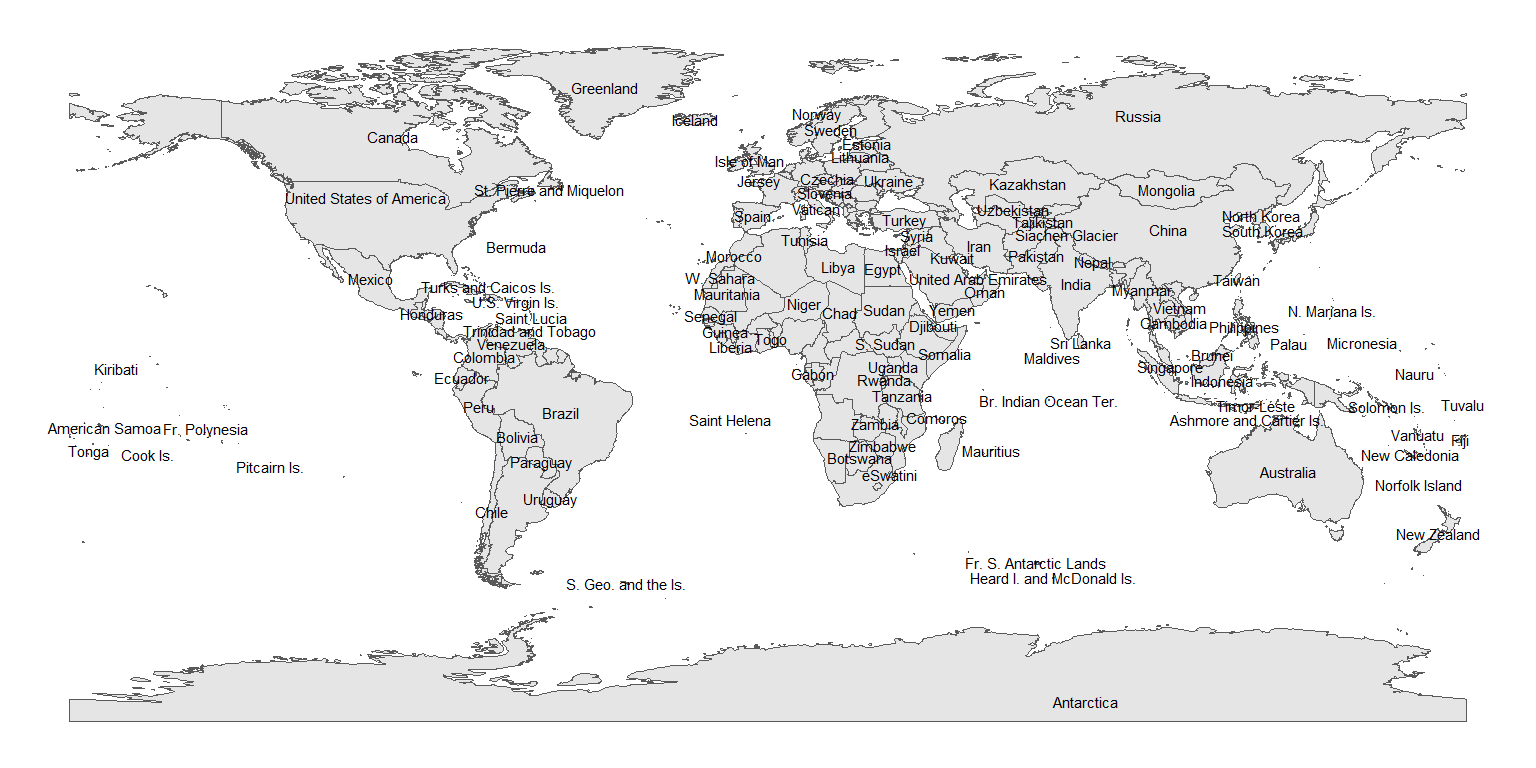 Greenland
Russia
Norway
Iceland
Sweden
Canada
Estonia
Lithuania
Isle of Man
Jersey
Czechia
Ukraine
Kazakhstan
Mongolia
St. Pierre and Miquelon
United States of America
Slovenia
Vatican
Uzbekistan
Spain
Turkey
Tajikistan
North Korea
China
South Korea
Syria
Siachen Glacier
Tunisia
Bermuda
Iran
Israel
Morocco
Kuwait
Pakistan
Nepal
Libya
Egypt
Mexico
W. Sahara
United Arab Emirates
Taiwan
India
Turks and Caicos Is.
Mauritania
Oman
Myanmar
U.S. Virgin Is.
Niger
Vietnam
Sudan
Yemen
N. Mariana Is.
Chad
Honduras
Senegal
Saint Lucia
Cambodia
Djibouti
Philippines
Trinidad and Tobago
Guinea
Togo
Venezuela
Liberia
S. Sudan
Sri Lanka
Palau
Micronesia
Colombia
Somalia
Maldives
Brunei
Kiribati
Uganda
Singapore
Ecuador
Gabon
Rwanda
Indonesia
Nauru
Tanzania
Br. Indian Ocean Ter.
Peru
Timor-Leste
Solomon Is.
Tuvalu
Brazil
Saint Helena
Comoros
Ashmore and Cartier Is.
Zambia
American Samoa
Fr. Polynesia
Bolivia
Vanuatu
Fiji
Zimbabwe
Tonga
Cook Is.
Mauritius
New Caledonia
Botswana
Paraguay
Pitcairn Is.
Australia
eSwatini
Norfolk Island
Uruguay
Chile
New Zealand
Fr. S. Antarctic Lands
Heard I. and McDonald Is.
S. Geo. and the Is.
Antarctica